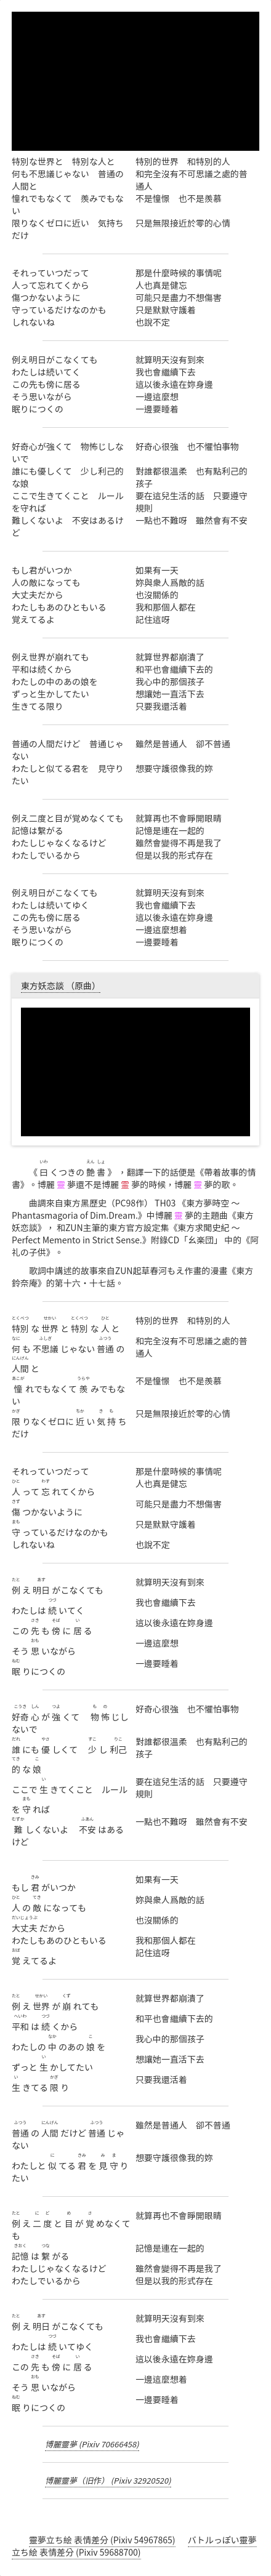 特別な世界と　特別な人と
特別的世界　和特別的人
何も不思議じゃない　普通の人間と
和完全沒有不可思議之處的普通人
憧れでもなくて　羨みでもない
不是憧憬　也不是羨慕
限りなくゼロに近い　気持ちだけ
只是無限接近於零的心情
それっていつだって
那是什麼時候的事情呢
人って忘れてくから
人也真是健忘
傷つかないように
可能只是盡力不想傷害
守っているだけなのかも
只是默默守護着
しれないね
也說不定
例え明日がこなくても
就算明天沒有到來
わたしは続いてく
我也會繼續下去
この先も傍に居る
這以後永遠在妳身邊
そう思いながら
一邊這麼想
眠りにつくの
一邊要睡着
好奇心が強くて　物怖じしないで
好奇心很強　也不懼怕事物
誰にも優しくて　少し利己的な娘
對誰都很溫柔　也有點利己的孩子
ここで生きてくこと　ルールを守れば
要在這兒生活的話　只要遵守規則
難しくないよ　不安はあるけど
一點也不難呀　雖然會有不安
もし君がいつか
如果有一天
人の敵になっても
妳與衆人爲敵的話
大丈夫だから
也沒關係的
わたしもあのひともいる
我和那個人都在
覚えてるよ
記住這呀
例え世界が崩れても
就算世界都崩潰了
平和は続くから
和平也會繼續下去的
わたしの中のあの娘を
我心中的那個孩子
ずっと生かしてたい
想讓她一直活下去
生きてる限り
只要我還活着
普通の人間だけど　普通じゃない
雖然是普通人　卻不普通
わたしと似てる君を　見守りたい
想要守護很像我的妳
例え二度と目が覚めなくても
就算再也不會睜開眼睛
記憶は繋がる
記憶是連在一起的
わたしじゃなくなるけど
雖然會變得不再是我了
わたしでいるから
但是以我的形式存在
例え明日がこなくても
就算明天沒有到來
わたしは続いてゆく
我也會繼續下去
この先も傍に居る
這以後永遠在妳身邊
そう思いながら
一邊這麼想着
眠りにつくの
一邊要睡着
東方妖恋談 （原曲）
《曰くつきの艶書》 ，翻譯一下的話便是《帶着故事的情書》。博麗靈夢還不是博麗霊夢的時候，博麗靈夢的歌。
曲調來自東方黑歷史（PC98作） TH03 《東方夢時空 ～ Phantasmagoria of Dim.Dream.》中博麗靈夢的主題曲《東方妖恋談》， 和ZUN主筆的東方官方設定集《東方求聞史紀 ～ Perfect Memento in Strict Sense.》附錄CD「幺楽団」 中的《阿礼の子供》。
歌詞中講述的故事來自ZUN起草春河もえ作畫的漫畫《東方鈴奈庵》的第十六・十七話。
特別な世界と特別な人と
特別的世界　和特別的人
何も不思議じゃない普通の人間と
和完全沒有不可思議之處的普通人
憧れでもなくて羨みでもない
不是憧憬　也不是羨慕
限りなくゼロに近い気持ちだけ
只是無限接近於零的心情
それっていつだって
那是什麼時候的事情呢
人って忘れてくから
人也真是健忘
傷つかないように
可能只是盡力不想傷害
守っているだけなのかも
只是默默守護着
しれないね
也說不定
例え明日がこなくても
就算明天沒有到來
わたしは続いてく
我也會繼續下去
この先も傍に居る
這以後永遠在妳身邊
そう思いながら
一邊這麼想
眠りにつくの
一邊要睡着
好奇心が強くて　物怖じしないで
好奇心很強　也不懼怕事物
誰にも優しくて　少し利己的な娘
對誰都很溫柔　也有點利己的孩子
ここで生きてくこと　ルールを守れば
要在這兒生活的話　只要遵守規則
難しくないよ　不安はあるけど
一點也不難呀　雖然會有不安
もし君がいつか
如果有一天
人の敵になっても
妳與衆人爲敵的話
大丈夫だから
也沒關係的
わたしもあのひともいる
我和那個人都在
覚えてるよ
記住這呀
例え世界が崩れても
就算世界都崩潰了
平和は続くから
和平也會繼續下去的
わたしの中のあの娘を
我心中的那個孩子
ずっと生かしてたい
想讓她一直活下去
生きてる限り
只要我還活着
普通の人間だけど普通じゃない
雖然是普通人　卻不普通
わたしと似てる君を見守りたい
想要守護很像我的妳
例え二度と目が覚めなくても
就算再也不會睜開眼睛
記憶は繋がる
記憶是連在一起的
わたしじゃなくなるけど
雖然會變得不再是我了
わたしでいるから
但是以我的形式存在
例え明日がこなくても
就算明天沒有到來
わたしは続いてゆく
我也會繼續下去
この先も傍に居る
這以後永遠在妳身邊
そう思いながら
一邊這麼想着
眠りにつくの
一邊要睡着
博麗靈夢 (Pixiv 70666458)
博麗靈夢（旧作） (Pixiv 32920520)
靈夢立ち絵 表情差分 (Pixiv 54967865)　バトルっぽい靈夢立ち絵 表情差分 (Pixiv 59688700)